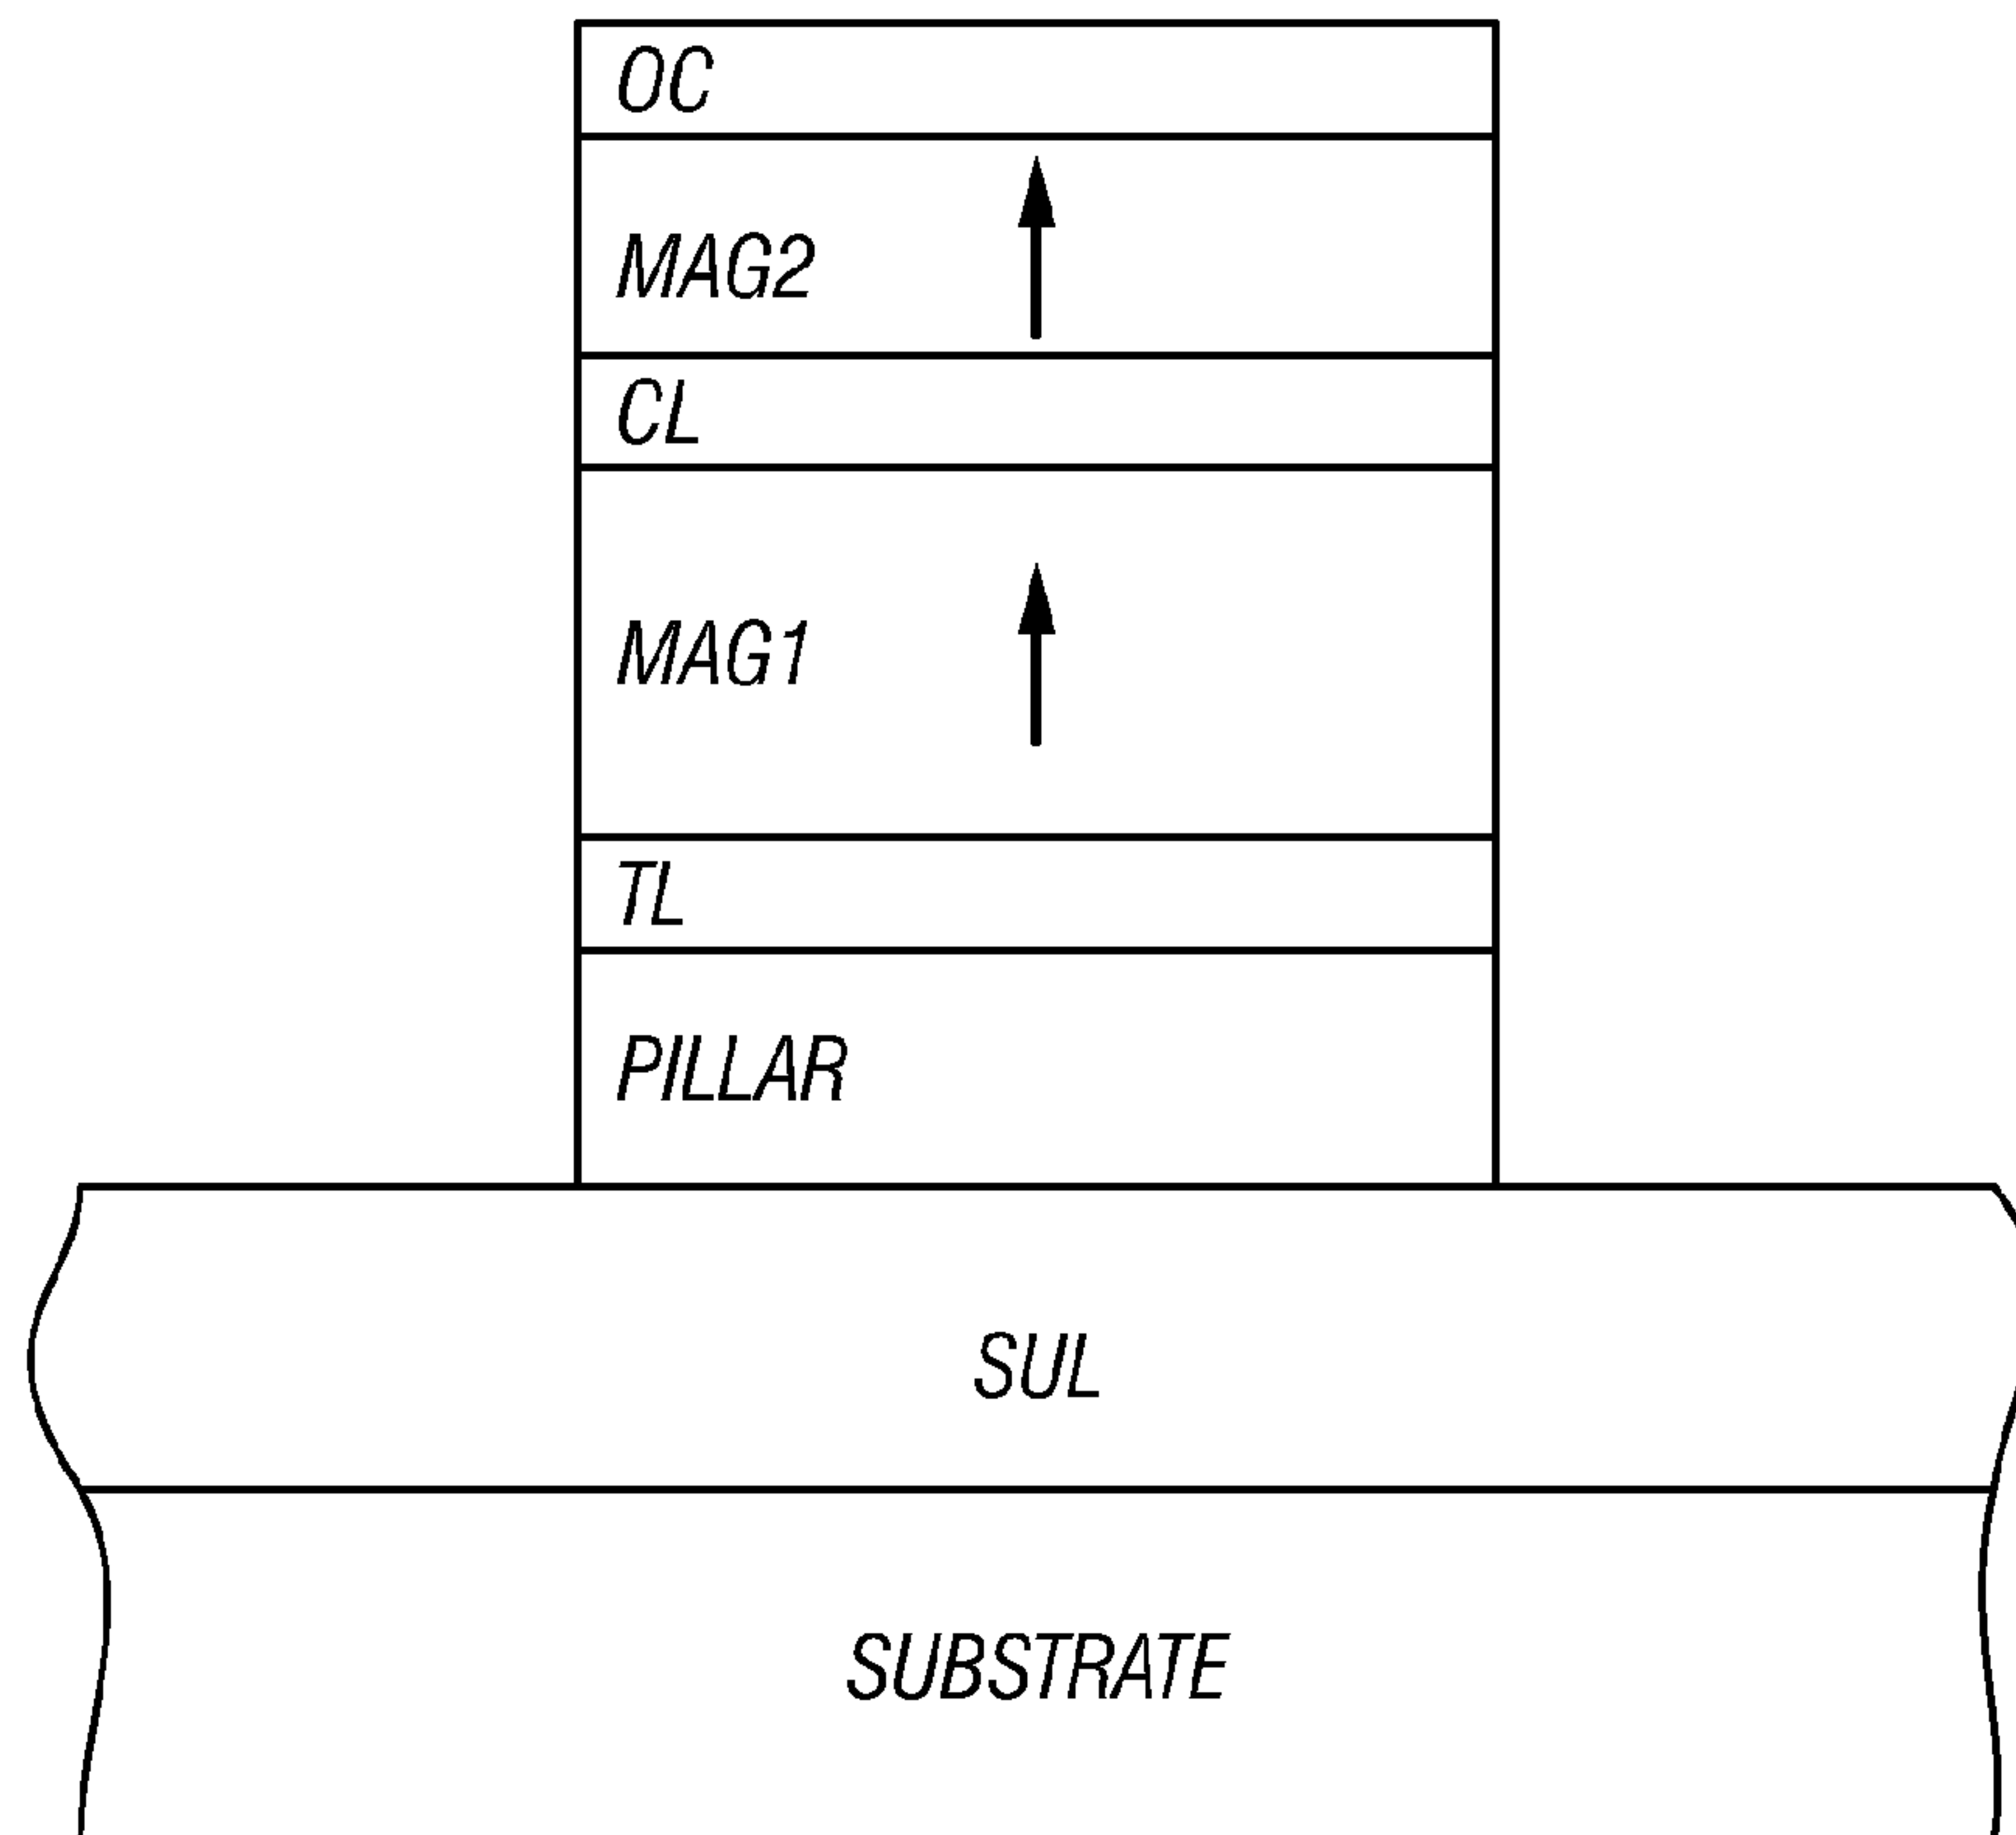 OC
MAG2
CL
MAG1
TL
PILLAR
SUL
SUBSTRATE